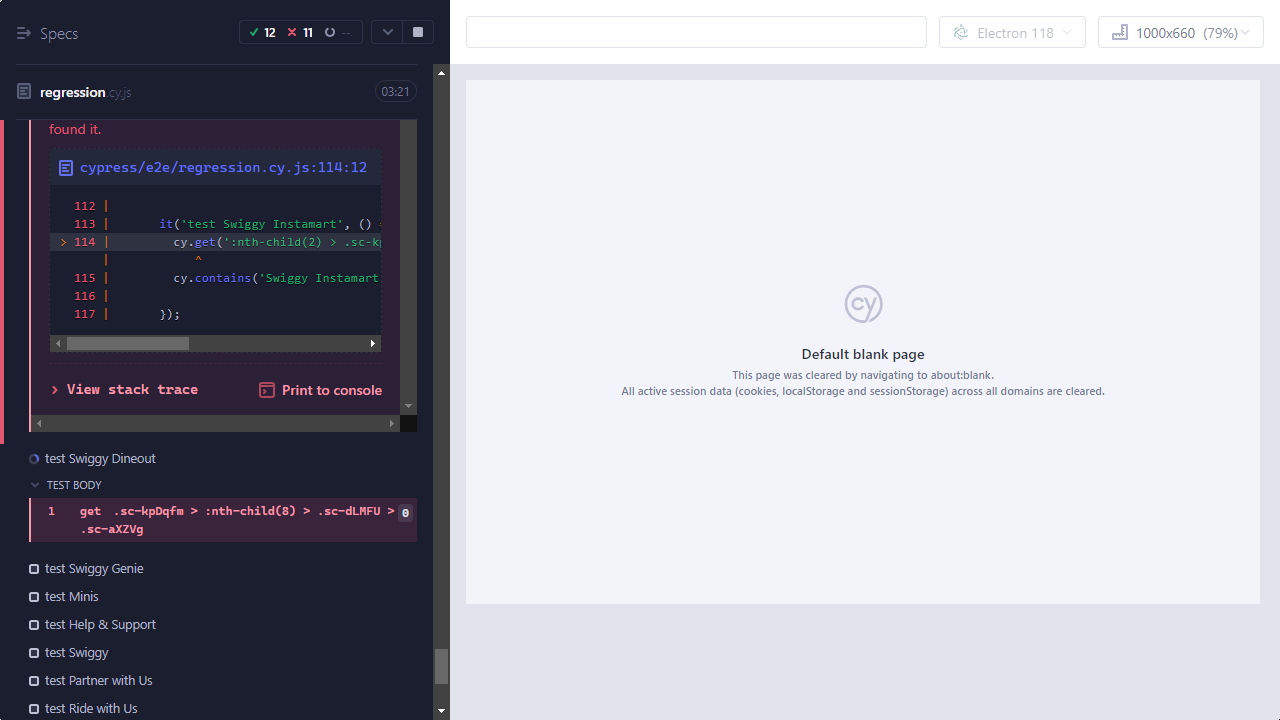 Specs
12 11 --
Electron 118
1000x660 (79%)
regression.cy.js
03:21
found it.
cypress/e2e/regression.cy.js:114:12
112 |
113 | it('test Swiggy Instamart', ()
> 114 | cy.get(':nth-child(2) > .sc-kp
| ^
115 | cy.contains('Swiggy Instamart
116 |
117 | });
> View stack trace
Print to console
test Swiggy Dineout
TEST BODY
1 get .sc-kpDqfm > :nth-child(8) > .sc-dLMFU > 0
.sc-aXZVg
test Swiggy Genie
test Minis
test Help & Support
test Swiggy
test Partner with Us
test Ride with Us
cy
Default blank page
This page was cleared by navigating to about:blank.
All active session data (cookies, localStorage and sessionStorage) across all domains are cleared.